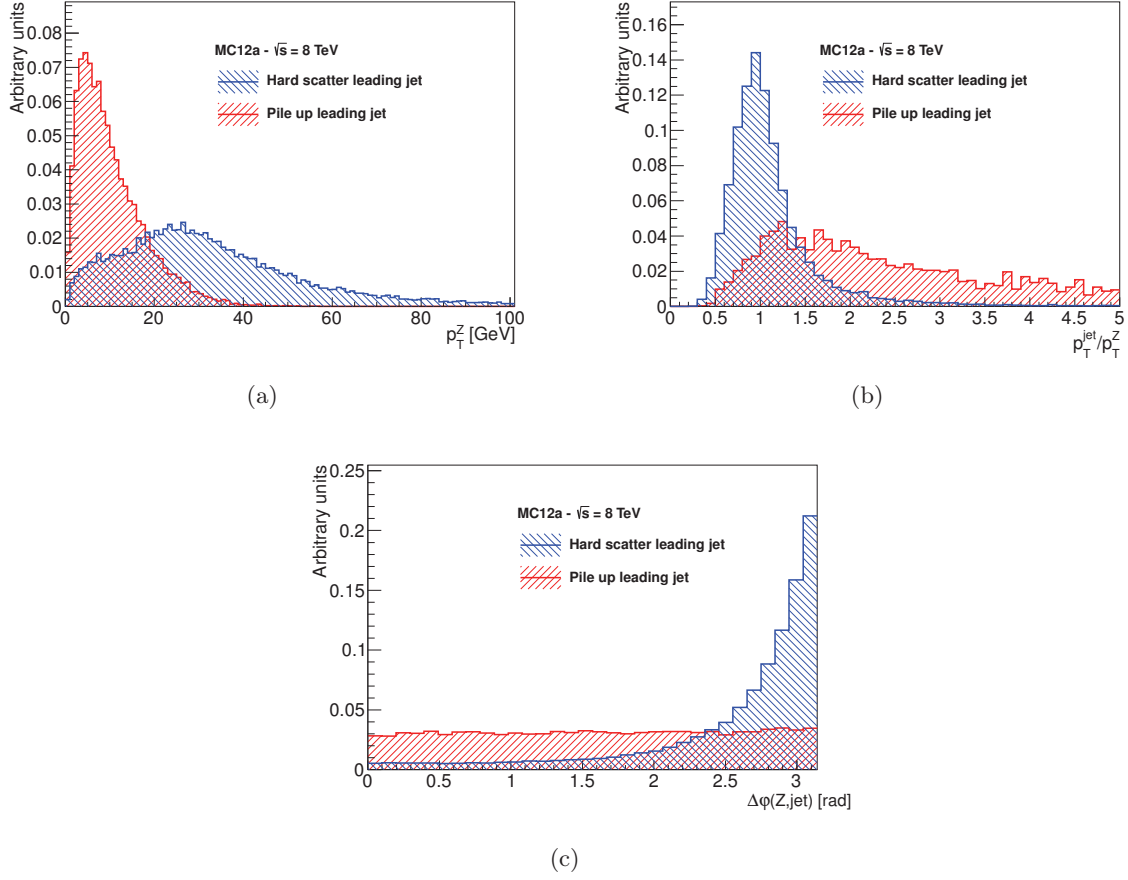 Arbitrary units
0.08
0.07
0.06
0.05
0.04
0.03
0.02
0.01
0
MC12a - √s = 8 TeV
Hard scatter leading jet
Pile up leading jet
0 20 40 60 80 100
p_T^Z [GeV]
(a)
Arbitrary units
0.16
0.14
0.12
0.1
0.08
0.06
0.04
0.02
0
MC12a - √s = 8 TeV
Hard scatter leading jet
Pile up leading jet
0 0.5 1 1.5 2 2.5 3 3.5 4 4.5 5
p_T^jet/p_T^Z
(b)
Arbitrary units
0.25
0.2
0.15
0.1
0.05
0
MC12a - √s = 8 TeV
Hard scatter leading jet
Pile up leading jet
0 0.5 1 1.5 2 2.5 3
Δφ(Z,jet) [rad]
(c)